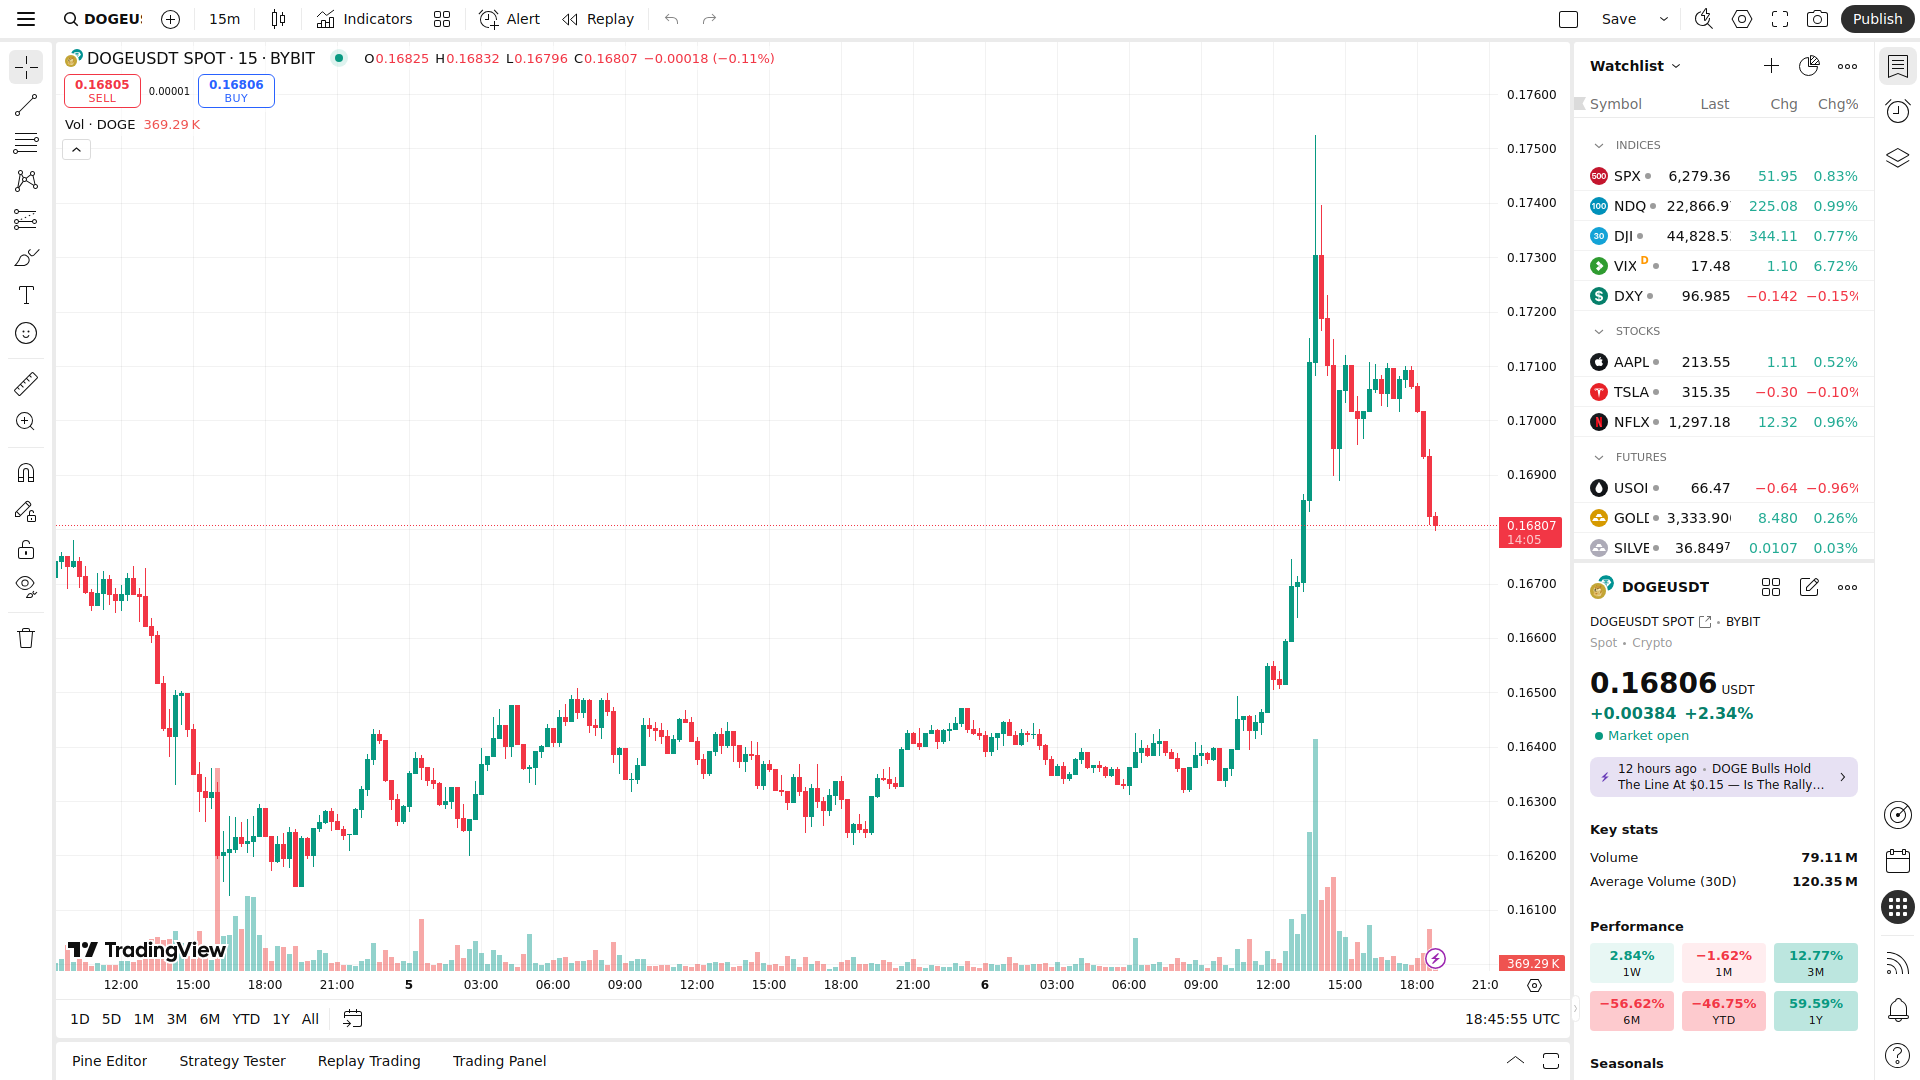 DOGEU
15m
Indicators
Alert
Replay
Save
Publish
DOGEUSDT SPOT · 15 · BYBIT
O0.16825 H0.16832 L0.16796 C0.16807 −0.00018 (−0.11%)
0.16805
SELL
0.00001
0.16806
BUY
Vol · DOGE 369.29 K
0.17600
0.17500
0.17400
0.17300
0.17200
0.17100
0.17000
0.16900
0.16807
14:05
0.16700
0.16600
0.16500
0.16400
0.16300
0.16200
0.16100
369.29 K
TradingView
12:00 15:00 18:00 21:00 5 03:00 06:00 09:00 12:00 15:00 18:00 21:00 6 03:00 06:00 09:00 12:00 15:00 18:00 21:0
1D 5D 1M 3M 6M YTD 1Y All
18:45:55 UTC
Pine Editor Strategy Tester Replay Trading Trading Panel
Watchlist
Symbol Last Chg Chg%
INDICES
500 SPX 6,279.36 51.95 0.83%
100 NDQ 22,866.9 225.08 0.99%
30 DJI 44,828.5 344.11 0.77%
VIX D 17.48 1.10 6.72%
$ DXY 96.985 −0.142 −0.15%
STOCKS
AAPL 213.55 1.11 0.52%
TSLA 315.35 −0.30 −0.10%
N NFLX 1,297.18 12.32 0.96%
FUTURES
USOI 66.47 −0.64 −0.96%
GOLD 3,333.90 8.480 0.26%
SILVE 36.849⁷ 0.0107 0.03%
DOGEUSDT
DOGEUSDT SPOT • BYBIT
Spot • Crypto
0.16806 USDT
+0.00384 +2.34%
Market open
12 hours ago • DOGE Bulls Hold
The Line At $0.15 — Is The Rally…
Key stats
Volume 79.11 M
Average Volume (30D) 120.35 M
Performance
2.84%
1W
−1.62%
1M
12.77%
3M
−56.62%
6M
−46.75%
YTD
59.59%
1Y
Seasonals